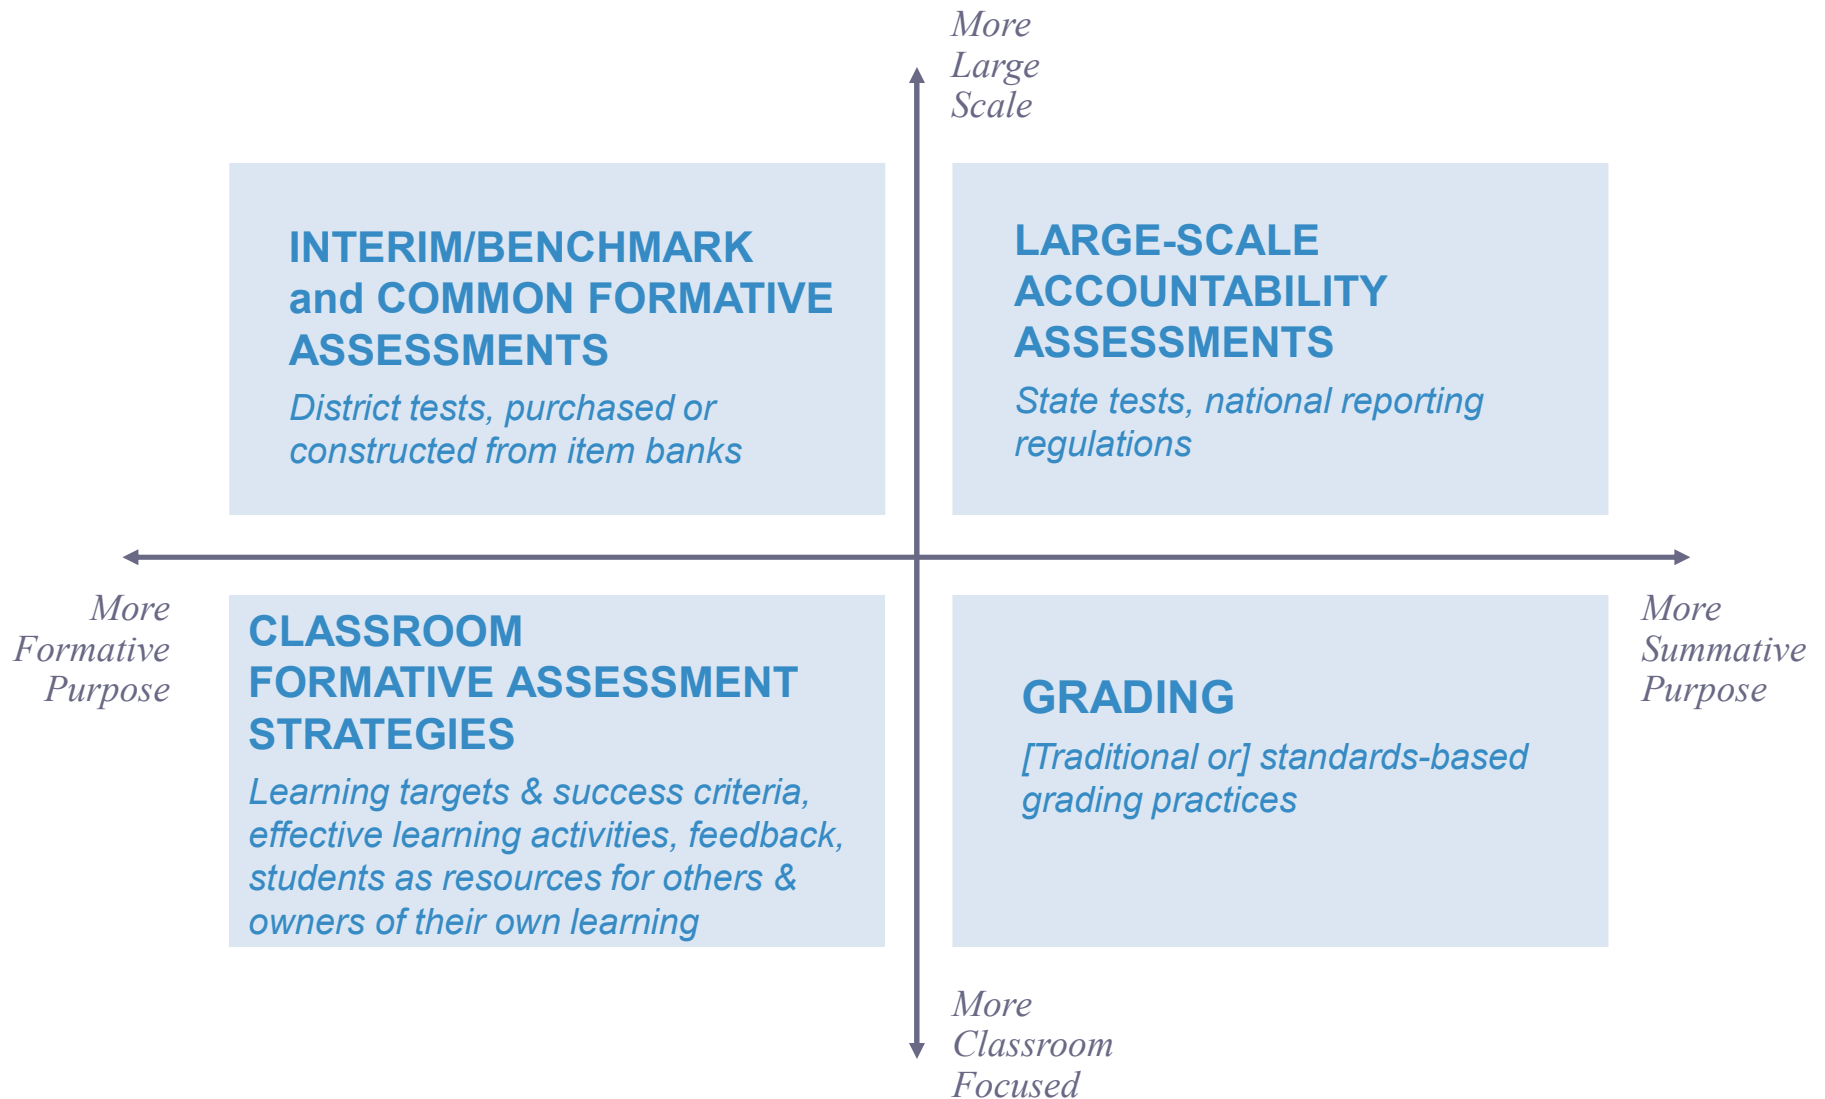 More
Large
Scale
INTERIM/BENCHMARK
and COMMON FORMATIVE
ASSESSMENTS
District tests, purchased or
constructed from item banks
LARGE-SCALE
ACCOUNTABILITY
ASSESSMENTS
State tests, national reporting
regulations
More
Formative
Purpose
CLASSROOM
FORMATIVE ASSESSMENT
STRATEGIES
Learning targets & success criteria,
effective learning activities, feedback,
students as resources for others &
owners of their own learning
GRADING
[Traditional or] standards-based
grading practices
More
Summative
Purpose
More
Classroom
Focused